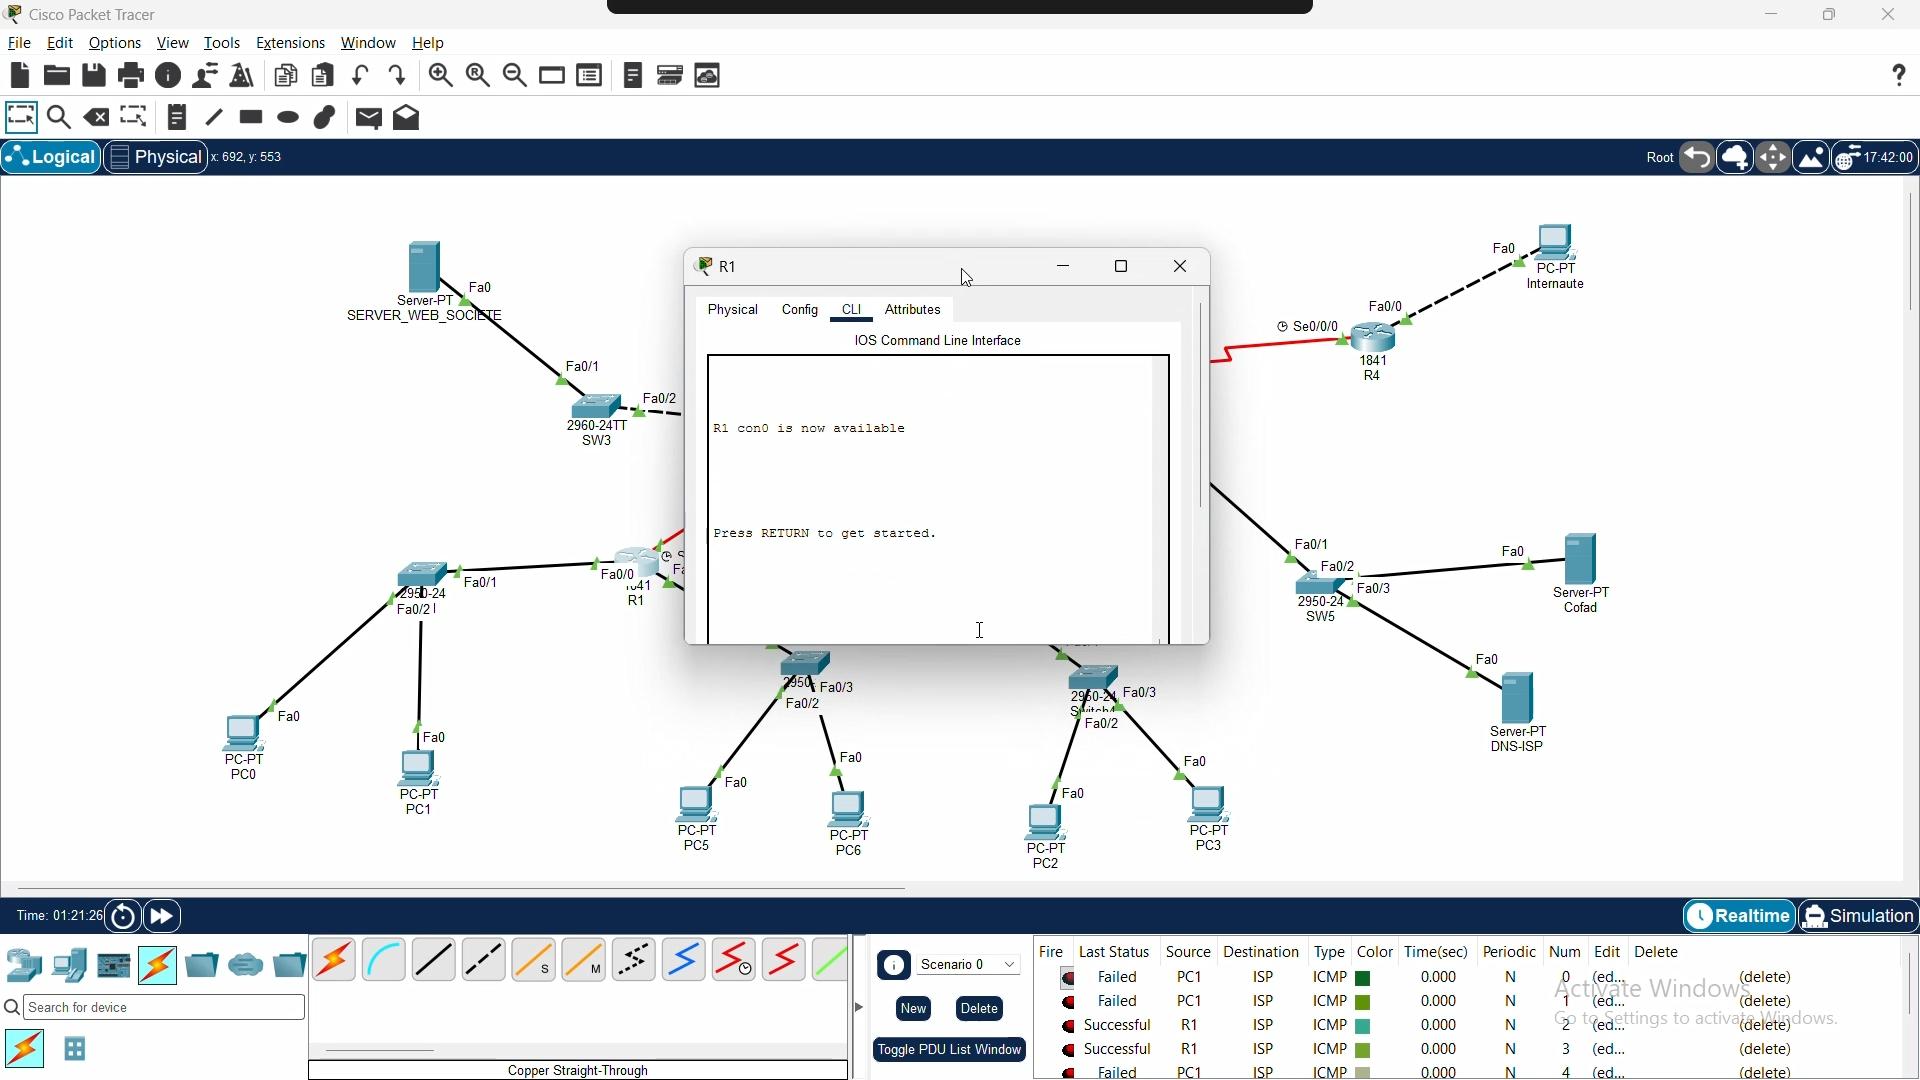 Cisco Packet Tracer
File Edit Options View Tools Extensions Window Help
Logical Physical x: 692, y: 553
Root 17:42:00
Fa0
Server-PT
SERVER_WEB_SOCIETE
Fa0/1
Fa0/2
2960-24TT
SW3
R1
Physical Config CLI Attributes
IOS Command Line Interface
R1 con0 is now available
Press RETURN to get started.
Fa0
PC-PT
Internaute
Fa0/0
Se0/0/0
1841
R4
Fa0/1
2950-24
Fa0/2
Fa0/0
R1
Fa0
PC-PT
PC0
Fa0
PC-PT
PC1
Fa0/3
Fa0/2
Fa0
PC-PT
PC5
Fa0
PC-PT
PC6
2950-24
Switch4
Fa0/3
Fa0/2
Fa0
PC-PT
PC2
Fa0
PC-PT
PC3
Fa0/1
Fa0/2
Fa0/3
2950-24
SW5
Fa0
Server-PT
Cofad
Fa0
Server-PT
DNS-ISP
Time: 01:21:26
Realtime Simulation
Search for device
S M
Copper Straight-Through
Scenario 0
New Delete
Toggle PDU List Window
Fire Last Status Source Destination Type Color Time(sec) Periodic Num Edit Delete
Failed PC1 ISP ICMP 0.000 N 0 (ed... (delete)
Failed PC1 ISP ICMP 0.000 N 1 (ed... (delete)
Successful R1 ISP ICMP 0.000 N 2 (ed... (delete)
Successful R1 ISP ICMP 0.000 N 3 (ed... (delete)
Failed PC1 ISP ICMP 0.000 N 4 (ed... (delete)
Activate Windows
Go to Settings to activate Windows.